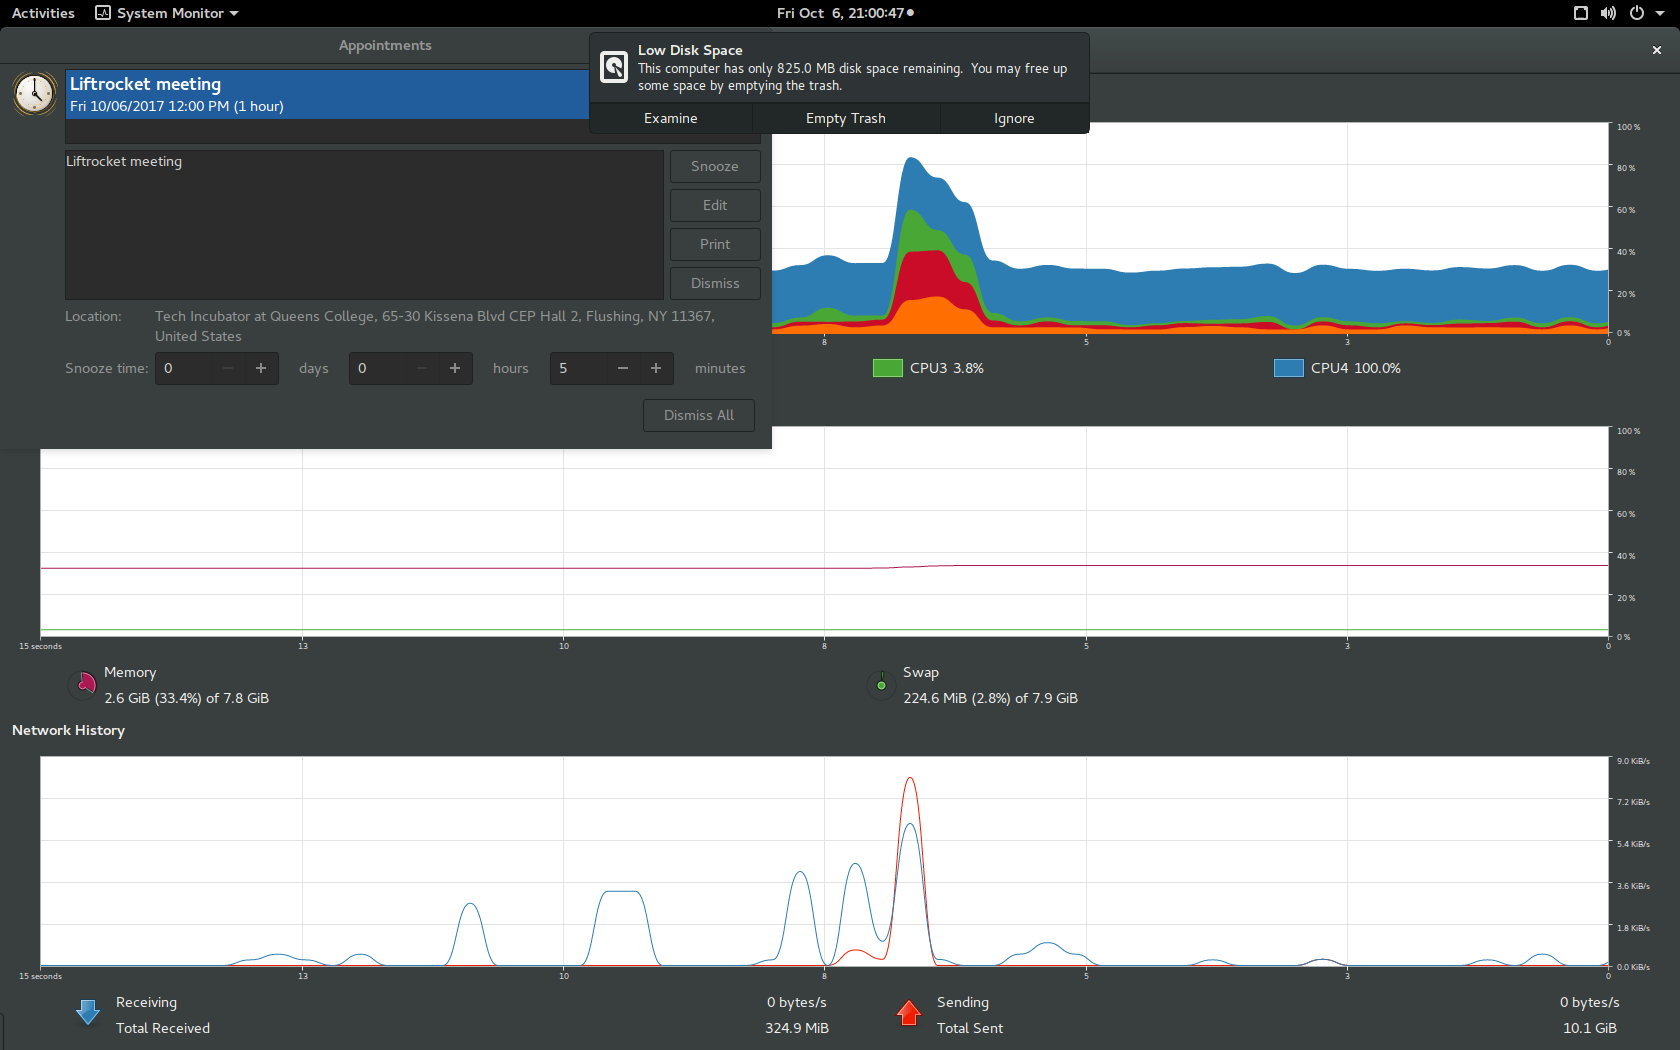 Activities
System Monitor
Fri Oct 6, 21:00:47
Appointments
Liftrocket meeting
Fri 10/06/2017 12:00 PM (1 hour)
Low Disk Space
This computer has only 825.0 MB disk space remaining. You may free up
some space by emptying the trash.
Examine
Empty Trash
Ignore
Liftrocket meeting
Snooze
Edit
Print
Dismiss
Location:
Tech Incubator at Queens College, 65-30 Kissena Blvd CEP Hall 2, Flushing, NY 11367,
United States
Snooze time:
0
days
0
hours
5
minutes
Dismiss All
100 %
80 %
60 %
40 %
20 %
0 %
8
5
3
0
CPU3 3.8%
CPU4 100.0%
100 %
80 %
60 %
40 %
20 %
0 %
15 seconds
13
10
8
5
3
0
Memory
2.6 GiB (33.4%) of 7.8 GiB
Swap
224.6 MiB (2.8%) of 7.9 GiB
Network History
9.0 KiB/s
7.2 KiB/s
5.4 KiB/s
3.6 KiB/s
1.8 KiB/s
0.0 KiB/s
15 seconds
13
10
8
5
3
0
Receiving
0 bytes/s
Total Received
324.9 MiB
Sending
0 bytes/s
Total Sent
10.1 GiB